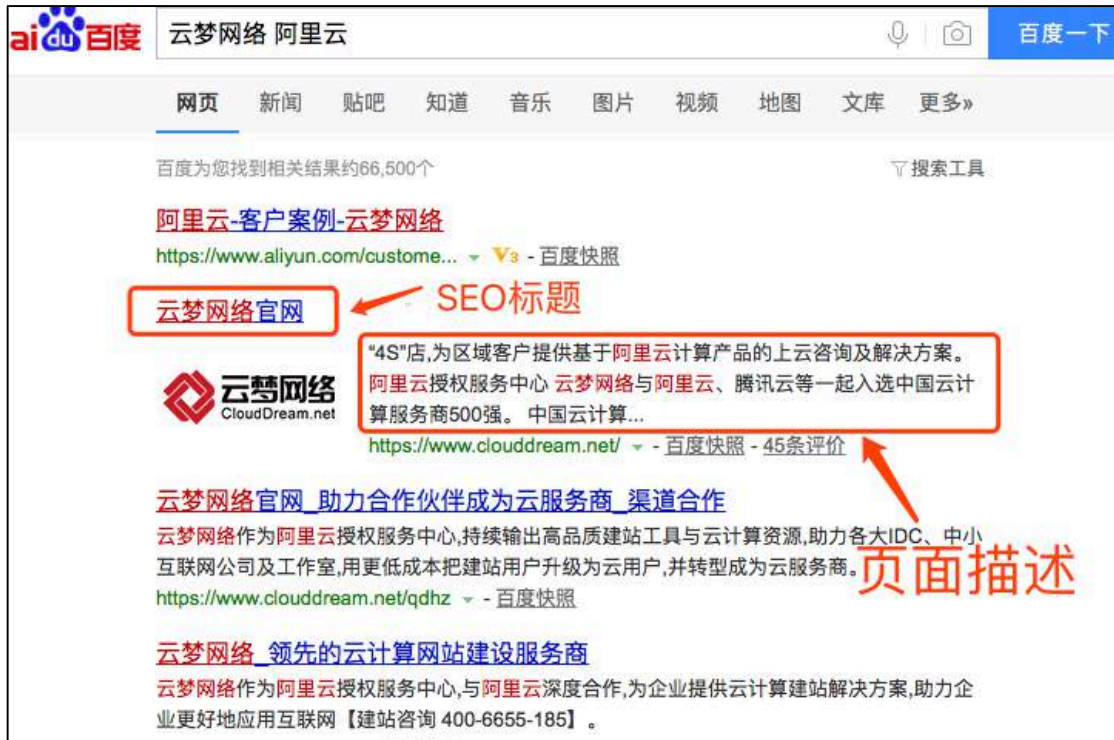 ai du 百度 云梦网络 阿里云 百度一下
网页 新闻 贴吧 知道 音乐 图片 视频 地图 文库 更多»
百度为您找到相关结果约66,500个 搜索工具
阿里云-客户案例-云梦网络
https://www.aliyun.com/custome... V3 - 百度快照
云梦网络官网 SEO标题
“4S”店,为区域客户提供基于阿里云计算产品的上云咨询及解决方案。
阿里云授权服务中心 云梦网络与阿里云、腾讯云等一起入选中国云计
算服务商500强。 中国云计算...
云梦网络
CloudDream.net
https://www.clouddream.net/ - 百度快照 - 45条评价
云梦网络官网_助力合作伙伴成为云服务商_渠道合作
云梦网络作为阿里云授权服务中心,持续输出高品质建站工具与云计算资源,助力各大IDC、中小
互联网公司及工作室,用更低成本把建站用户升级为云用户,并转型成为云服务商。
页面描述
https://www.clouddream.net/qdhz - 百度快照
云梦网络_领先的云计算网站建设服务商
云梦网络作为阿里云授权服务中心,与阿里云深度合作,为企业提供云计算建站解决方案,助力企
业更好地应用互联网【建站咨询 400-6655-185】。